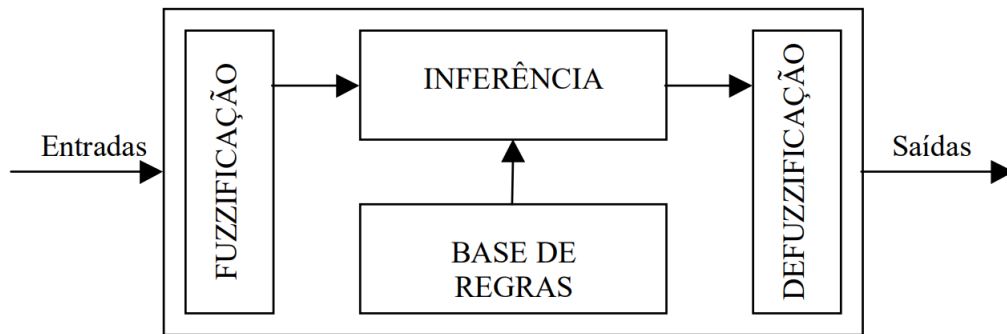 Entradas
FUZZIFICAÇÃO
INFERÊNCIA
BASE DE
REGRAS
DEFUZZIFICAÇÃO
Saídas